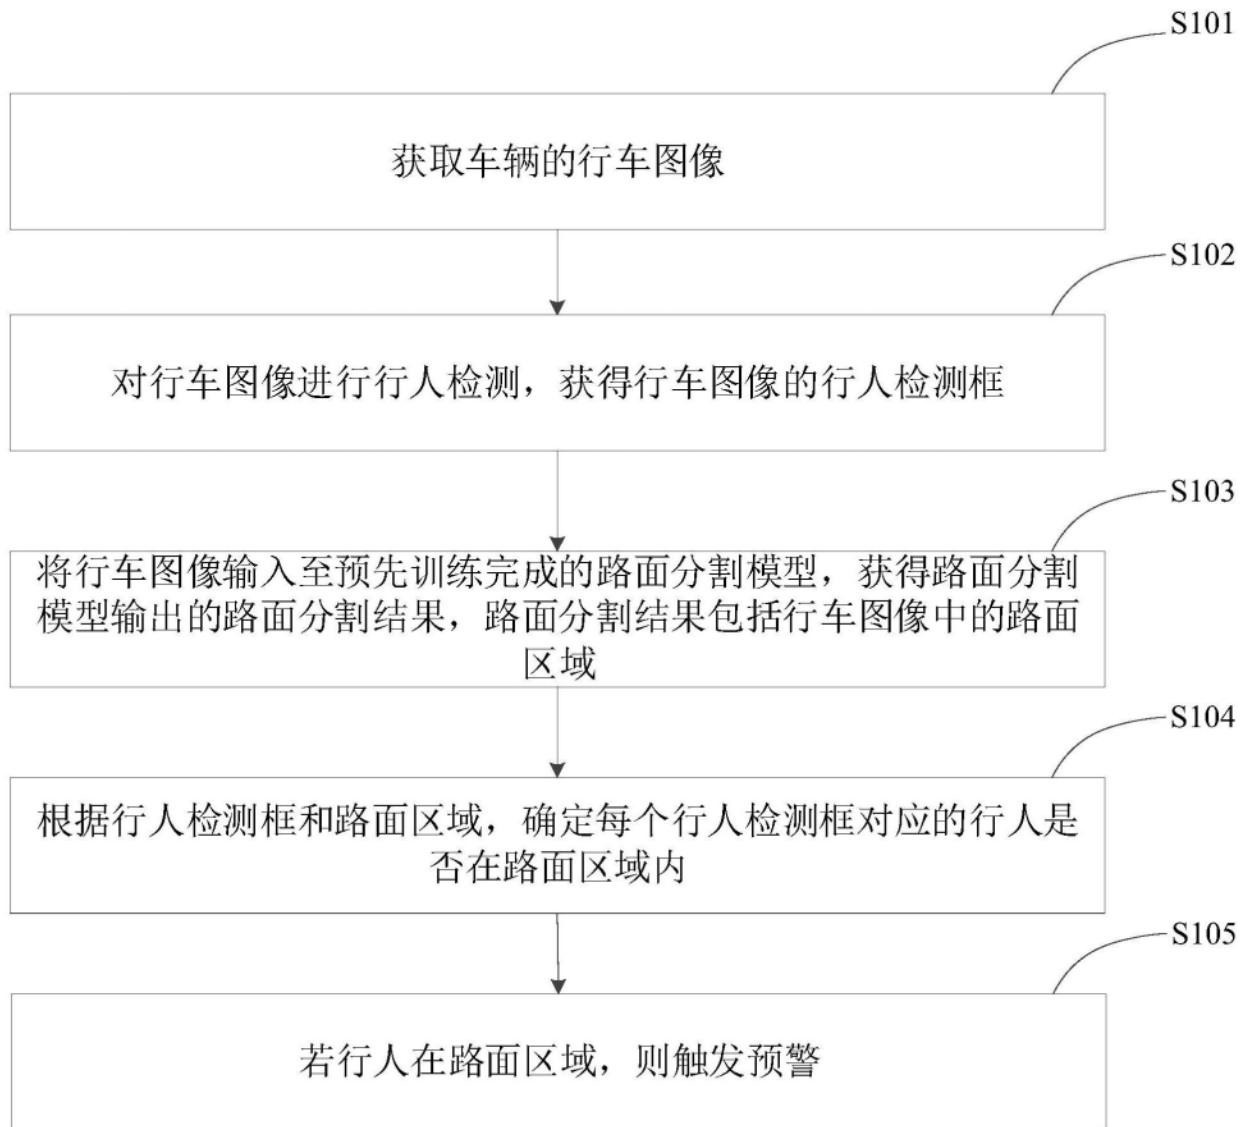 S101
获取车辆的行车图像
S102
对行车图像进行行人检测，获得行车图像的行人检测框
S103
将行车图像输入至预先训练完成的路面分割模型，获得路面分割
模型输出的路面分割结果，路面分割结果包括行车图像中的路面
区域
S104
根据行人检测框和路面区域，确定每个行人检测框对应的行人是
否在路面区域内
S105
若行人在路面区域，则触发预警